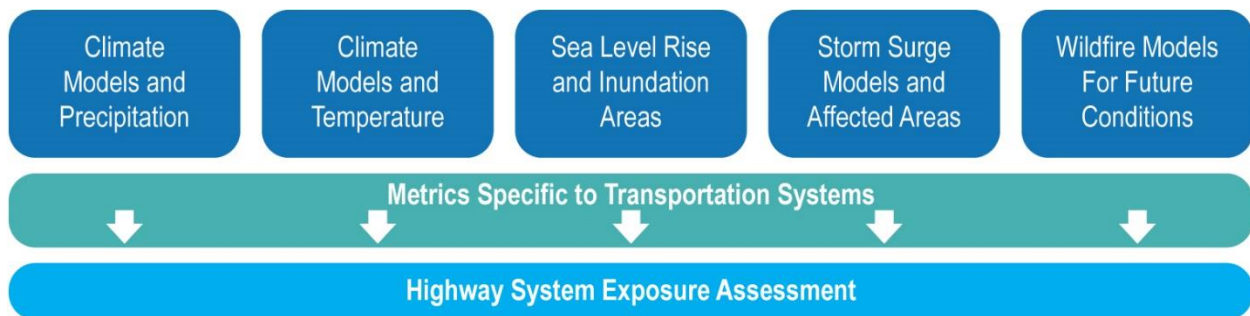 Climate
Models and
Precipitation
Climate
Models and
Temperature
Sea Level Rise
and Inundation
Areas
Storm Surge
Models and
Affected Areas
Wildfire Models
For Future
Conditions
Metrics Specific to Transportation Systems
Highway System Exposure Assessment